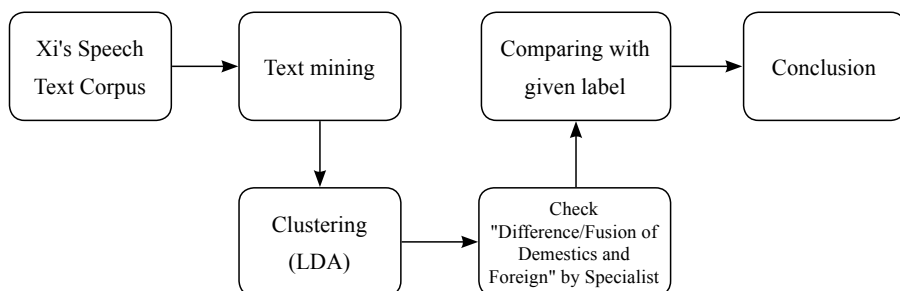 Xi's Speech
Text Corpus
Text mining
Clustering
(LDA)
Check
"Difference/Fusion of
Demestics and
Foreign" by Specialist
Comparing with
given label
Conclusion